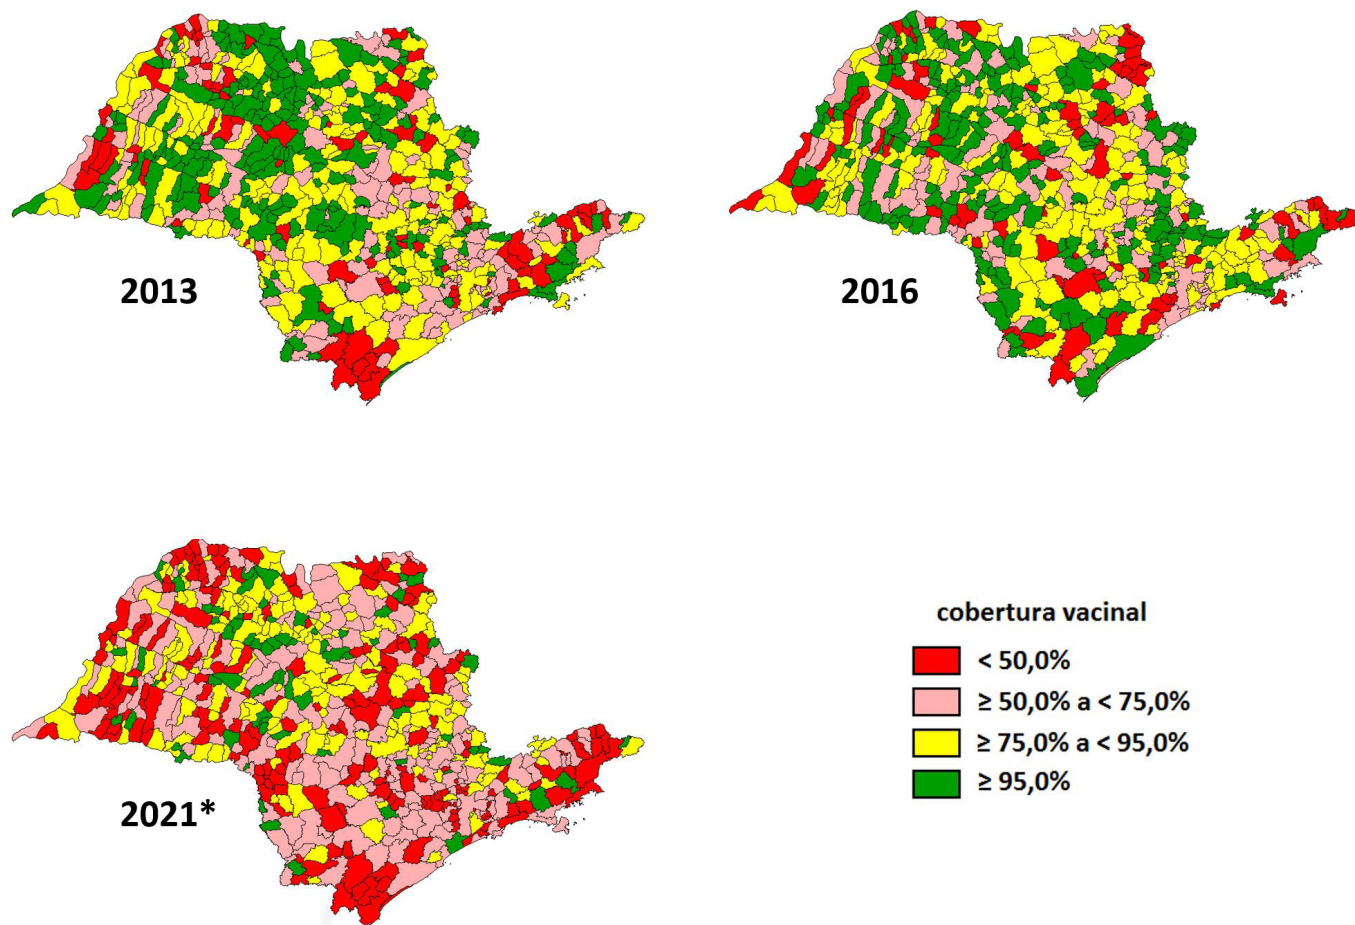 2013
2016
2021*
cobertura vacinal
< 50,0%
≥ 50,0% a < 75,0%
≥ 75,0% a < 95,0%
≥ 95,0%